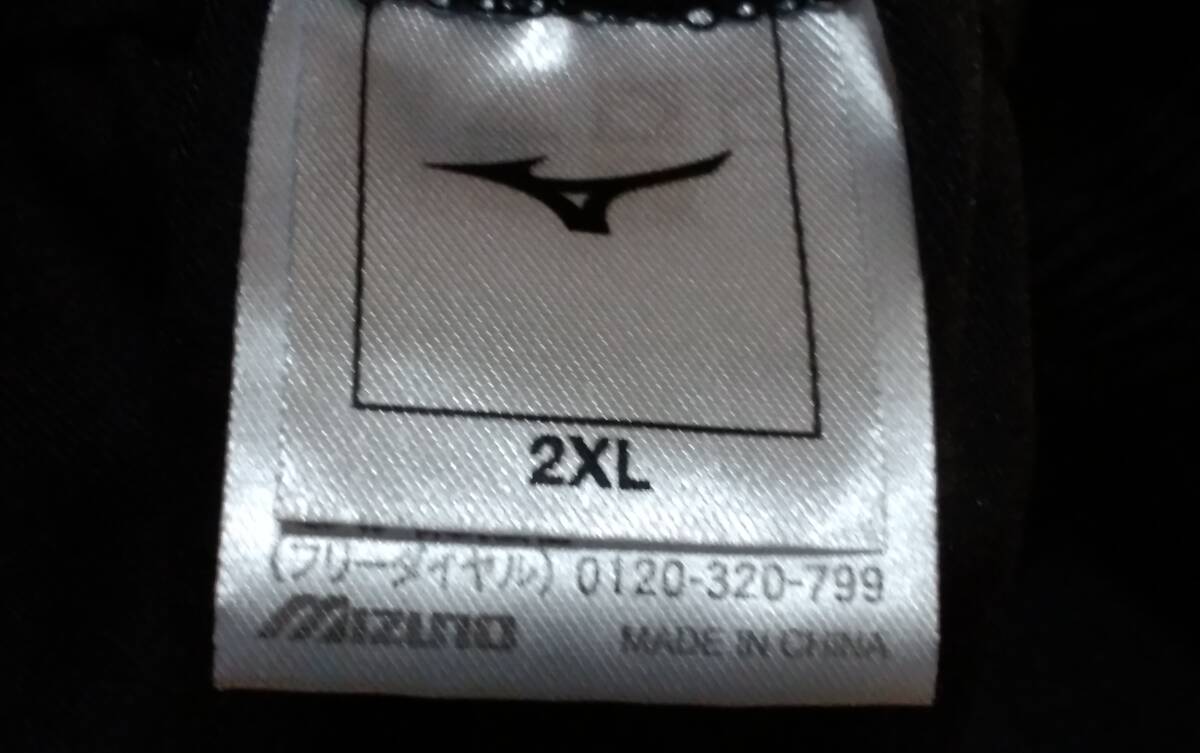 2XL
(フリーダイヤル) 0120-320-799
MIZUNO MADE IN CHINA